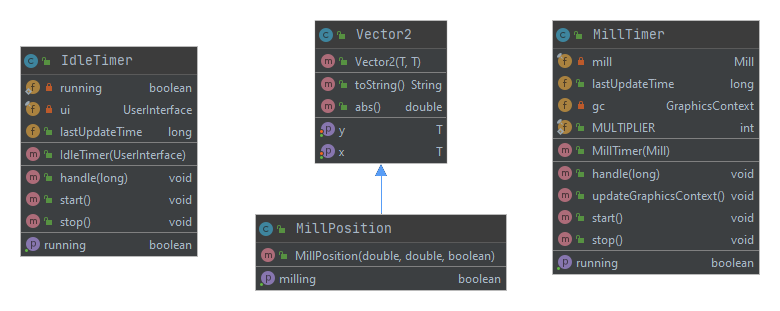 IdleTimer
running boolean
ui UserInterface
lastUpdateTime long
IdleTimer(UserInterface)
handle(long) void
start() void
stop() void
running boolean
Vector2
Vector2(T, T)
toString() String
abs() double
y T
x T
MillPosition
MillPosition(double, double, boolean)
milling boolean
MillTimer
mill Mill
lastUpdateTime long
gc GraphicsContext
MULTIPLIER int
MillTimer(Mill)
handle(long) void
updateGraphicsContext() void
start() void
stop() void
running boolean